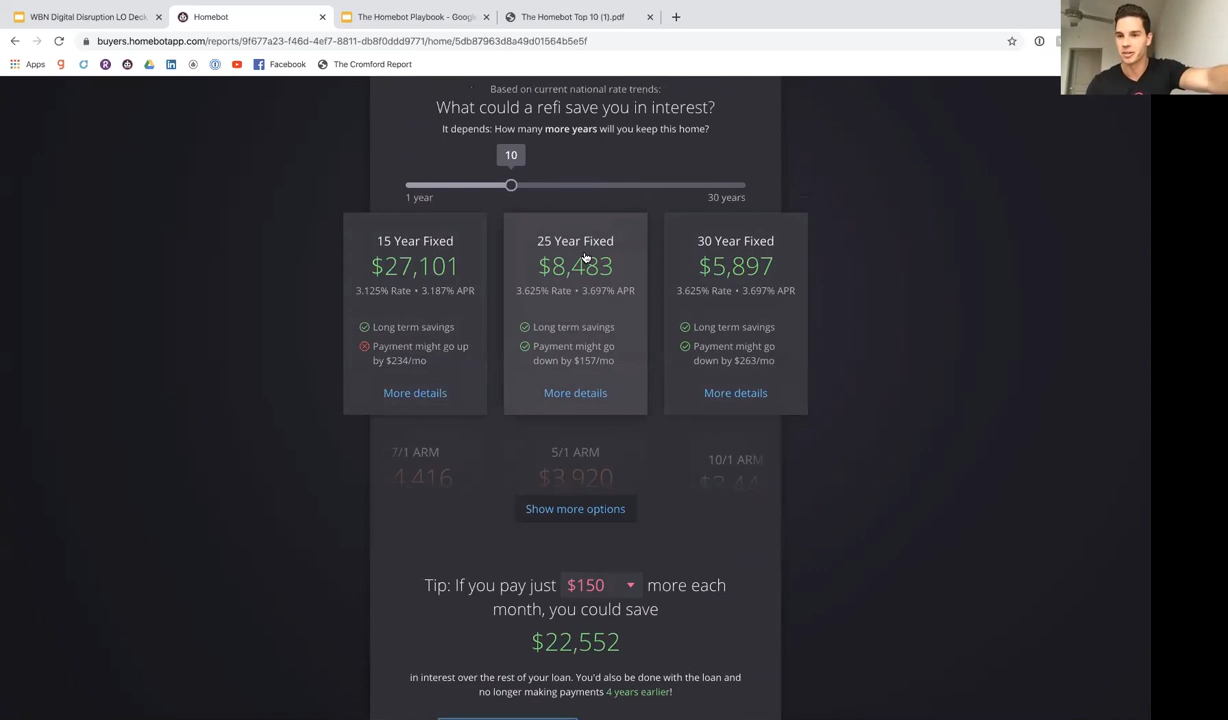 WBN Digital Disruption LO Deck
Homebot
The Homebot Playbook - Google
The Homebot Top 10 (1).pdf
buyers.homebotapp.com/reports/9f677a23-f46d-4ef7-8811-db8f0ddd9771/home/5db87963d8a49d01564b5e5f
Apps
Facebook
The Cromford Report
Based on current national rate trends:
What could a refi save you in interest?
It depends: How many more years will you keep this home?
10
1 year
30 years
15 Year Fixed
$27,101
3.125% Rate • 3.187% APR
Long term savings
Payment might go up
by $234/mo
More details
25 Year Fixed
$8,483
3.625% Rate • 3.697% APR
Long term savings
Payment might go
down by $157/mo
More details
30 Year Fixed
$5,897
3.625% Rate • 3.697% APR
Long term savings
Payment might go
down by $263/mo
More details
7/1 ARM
4,416
5/1 ARM
$3,920
10/1 ARM
Show more options
Tip: If you pay just $150 more each
month, you could save
$22,552
in interest over the rest of your loan. You'd also be done with the loan and
no longer making payments 4 years earlier!